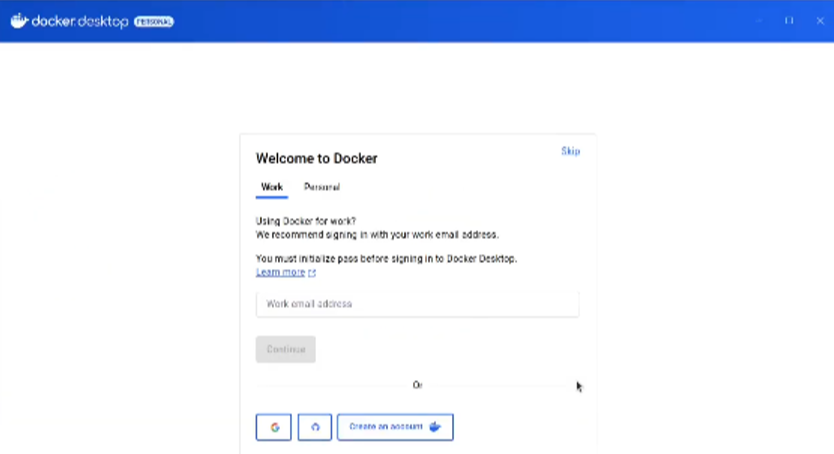 docker.desktop PERSONAL
Welcome to Docker
Skip
Work Personal
Using Docker for work?
We recommend signing in with your work email address.
You must initialize pass before signing in to Docker Desktop.
Learn more
Work email address
Continue
Or
G
Create an account